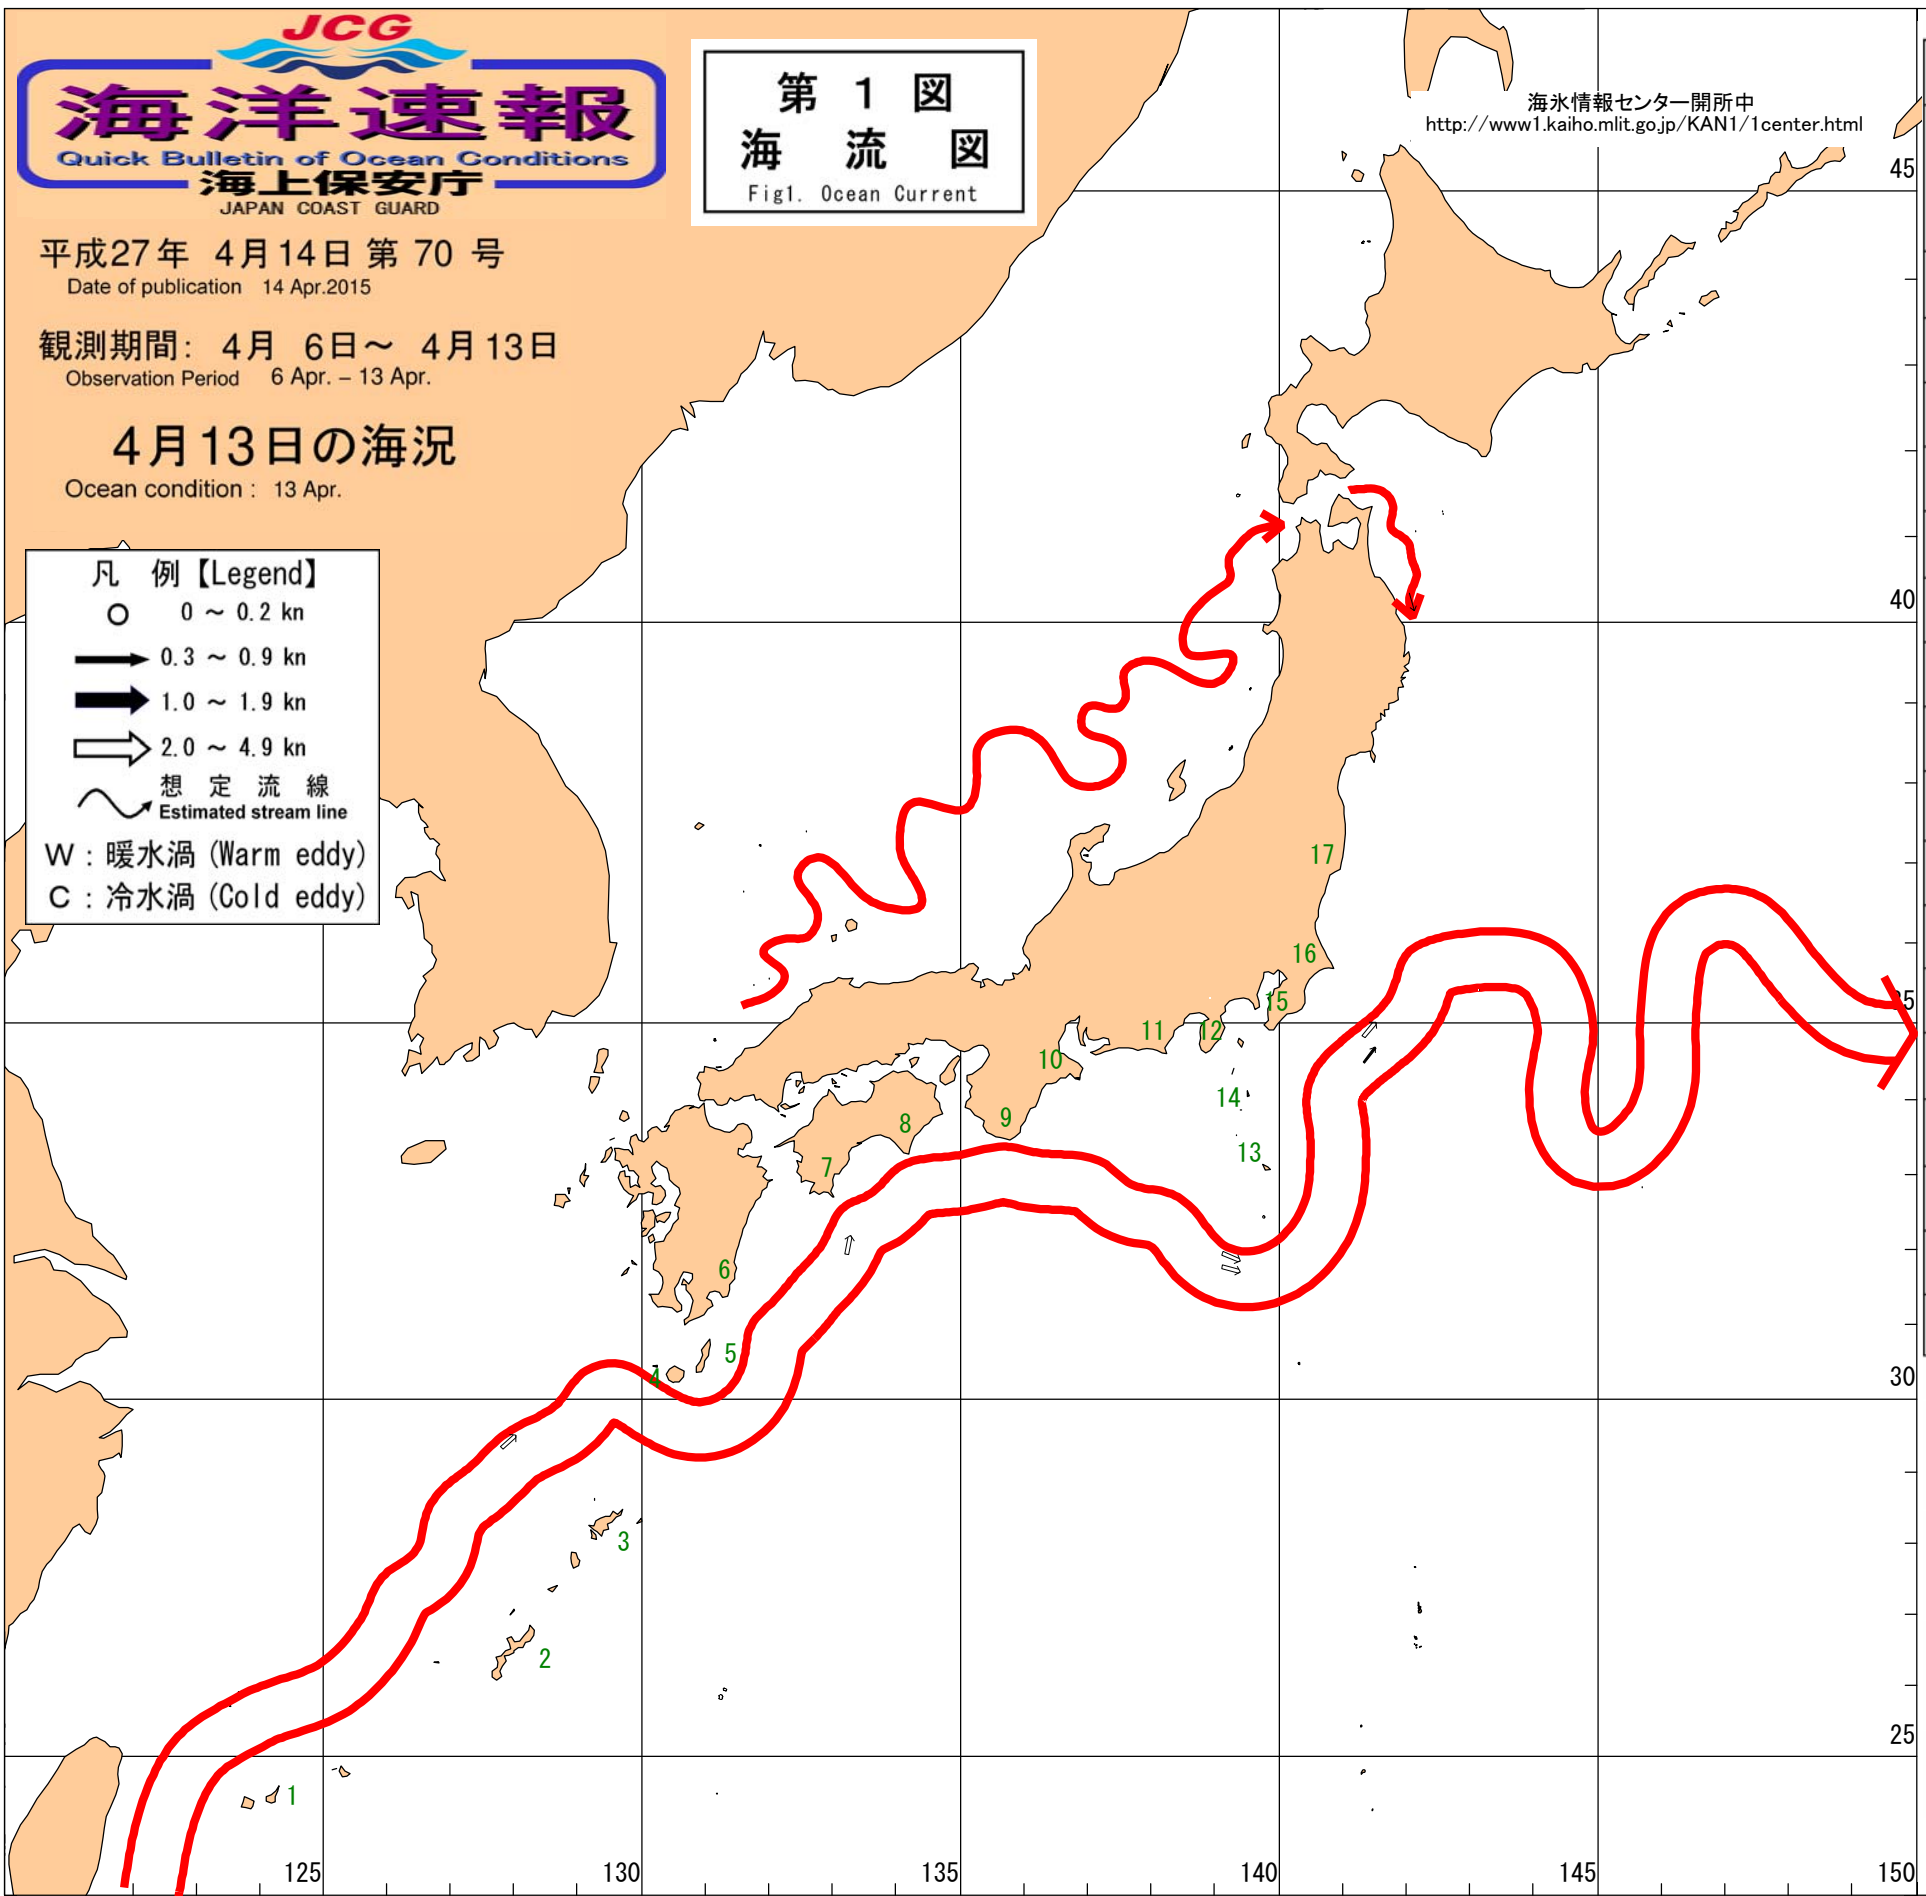 JCG
海洋速報
Quick Bulletin of Ocean Conditions
海上保安庁
JAPAN COAST GUARD
平成27年 4月14日 第 70 号
Date of publication 14 Apr.2015
観測期間: 4月 6日～ 4月13日
Observation Period 6 Apr. – 13 Apr.
4月13日の海況
Ocean condition : 13 Apr.
第 1 図
海 流 図
Fig1. Ocean Current
海氷情報センター開所中
http://www1.kaiho.mlit.go.jp/KAN1/1center.html
凡 例【Legend】
0 ～ 0.2 kn
0.3 ～ 0.9 kn
1.0 ～ 1.9 kn
2.0 ～ 4.9 kn
想 定 流 線
Estimated stream line
W : 暖水渦 (Warm eddy)
C : 冷水渦 (Cold eddy)
45
40
35
30
25
17
16
15
12
11
10
14
9
8
13
7
6
5
4
3
2
1
125
130
135
140
145
150